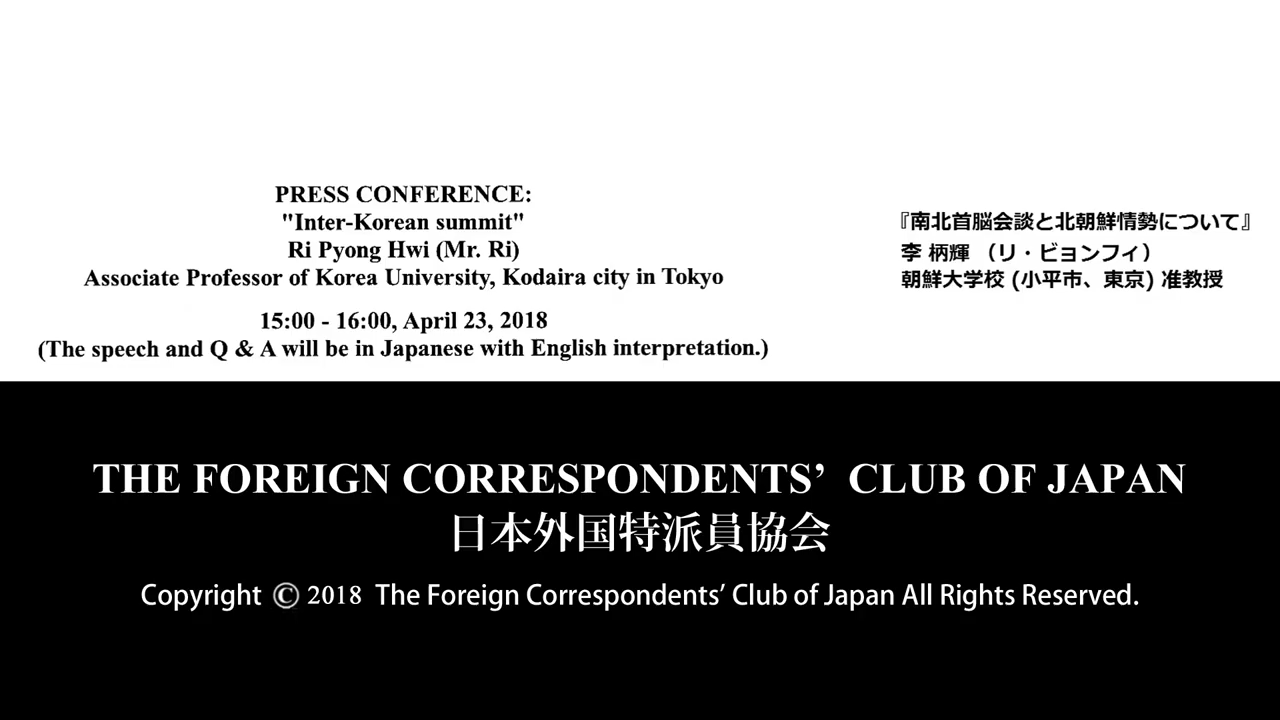 PRESS CONFERENCE:
"Inter-Korean summit"
Ri Pyong Hwi (Mr. Ri)
Associate Professor of Korea University, Kodaira city in Tokyo
15:00 - 16:00, April 23, 2018
(The speech and Q & A will be in Japanese with English interpretation.)
『南北首脳会談と北朝鮮情勢について』
李 柄輝 （リ・ビョンフィ）
朝鮮大学校 (小平市、東京) 准教授
THE FOREIGN CORRESPONDENTS’ CLUB OF JAPAN
日本外国特派員協会
Copyright © 2018 The Foreign Correspondents’ Club of Japan All Rights Reserved.